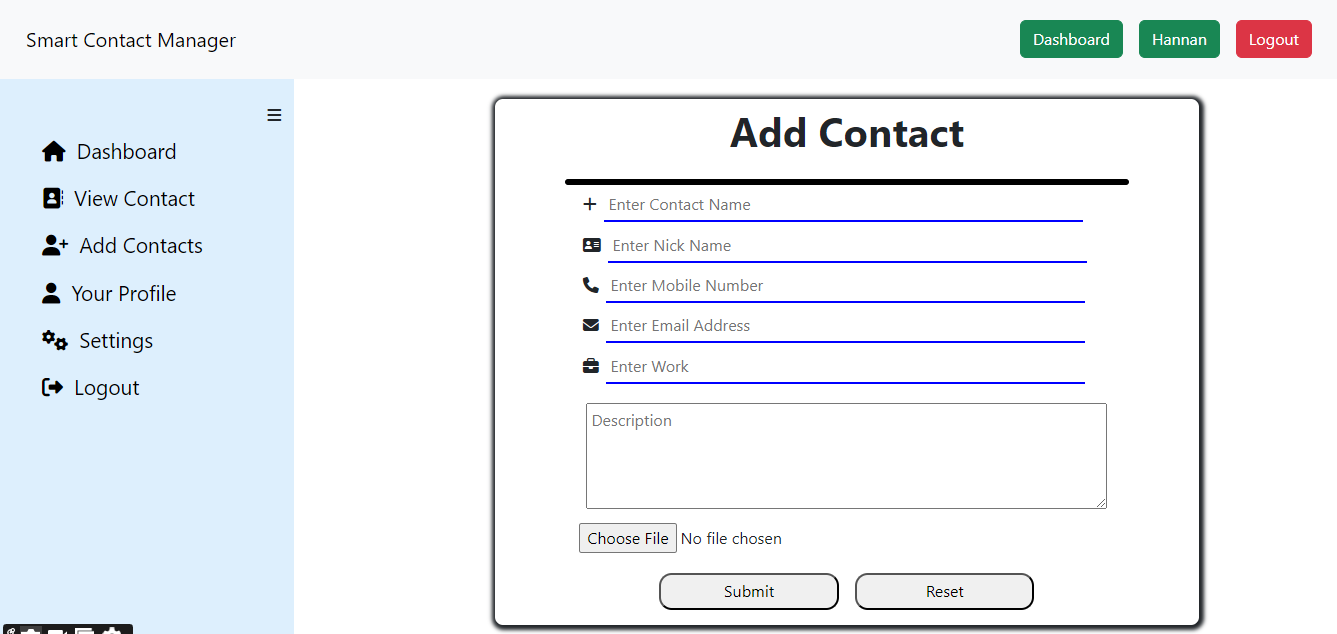 Smart Contact Manager
Dashboard
Hannan
Logout
Dashboard
View Contact
Add Contacts
Your Profile
Settings
Logout
Add Contact
Enter Contact Name
Enter Nick Name
Enter Mobile Number
Enter Email Address
Enter Work
Description
Choose File No file chosen
Submit
Reset